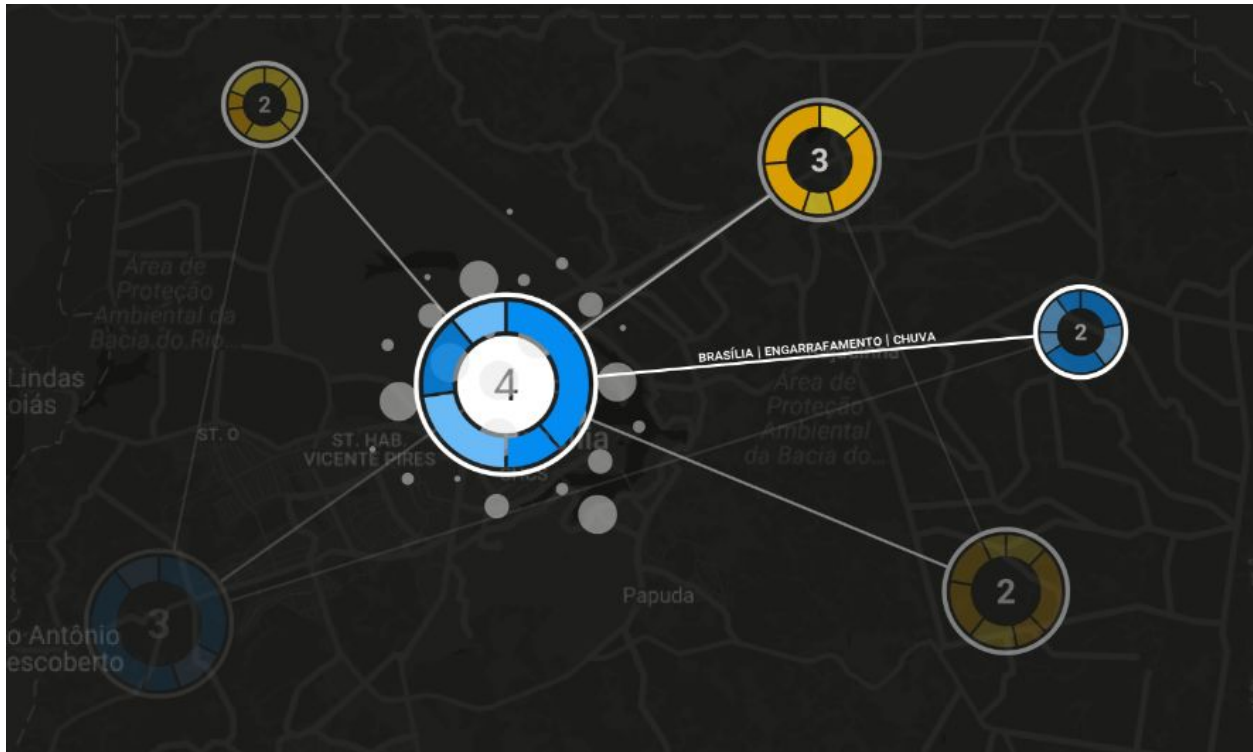 2
3
Área de
Proteção
Ambiental da
Bacia do Rio...
2
BRASÍLIA | ENGARRAFAMENTO | CHUVA
4
Lindas
oiás
Área de
Proteção
Ambiental
da Bacia do...
ST. O
ST. HAB.
VICENTE PIRES
2
Papuda
3
o Antônio
escoberto